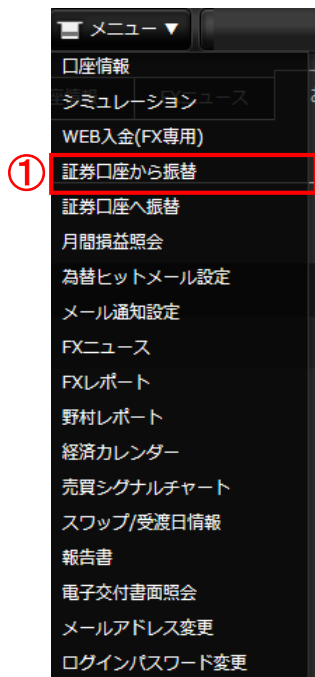 メニュー ▼
口座情報
シミュレーション
WEB入金(FX専用)
①
証券口座から振替
証券口座へ振替
月間損益照会
為替ヒットメール設定
メール通知設定
FXニュース
FXレポート
野村レポート
経済カレンダー
売買シグナルチャート
スワップ/受渡日情報
報告書
電子交付書面照会
メールアドレス変更
ログインパスワード変更